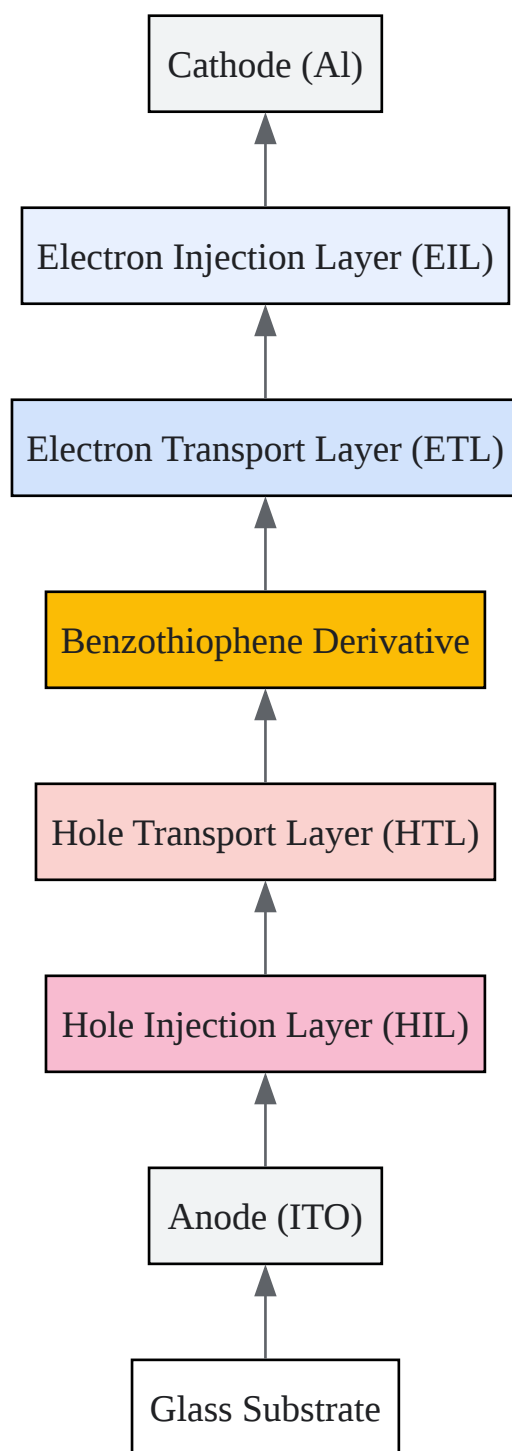 Cathode (Al)
Electron Injection Layer (EIL)
Electron Transport Layer (ETL)
Benzothiophene Derivative
Hole Transport Layer (HTL)
Hole Injection Layer (HIL)
Anode (ITO)
Glass Substrate